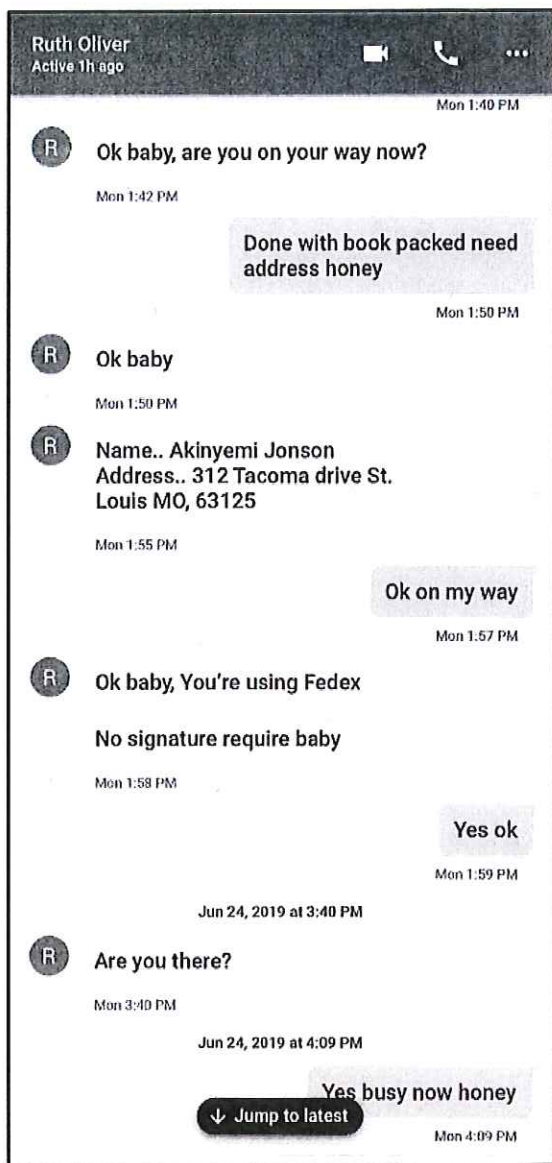 Ruth Oliver
Active 1h ago
Mon 1:40 PM
R
Ok baby, are you on your way now?
Mon 1:42 PM
Done with book packed need
address honey
Mon 1:50 PM
R
Ok baby
Mon 1:50 PM
R
Name.. Akinyemi Jonson
Address.. 312 Tacoma drive St.
Louis MO, 63125
Mon 1:55 PM
Ok on my way
Mon 1:57 PM
R
Ok baby, You're using Fedex
No signature require baby
Mon 1:58 PM
Yes ok
Mon 1:59 PM
Jun 24, 2019 at 3:40 PM
R
Are you there?
Mon 3:40 PM
Jun 24, 2019 at 4:09 PM
Yes busy now honey
↓ Jump to latest
Mon 4:09 PM